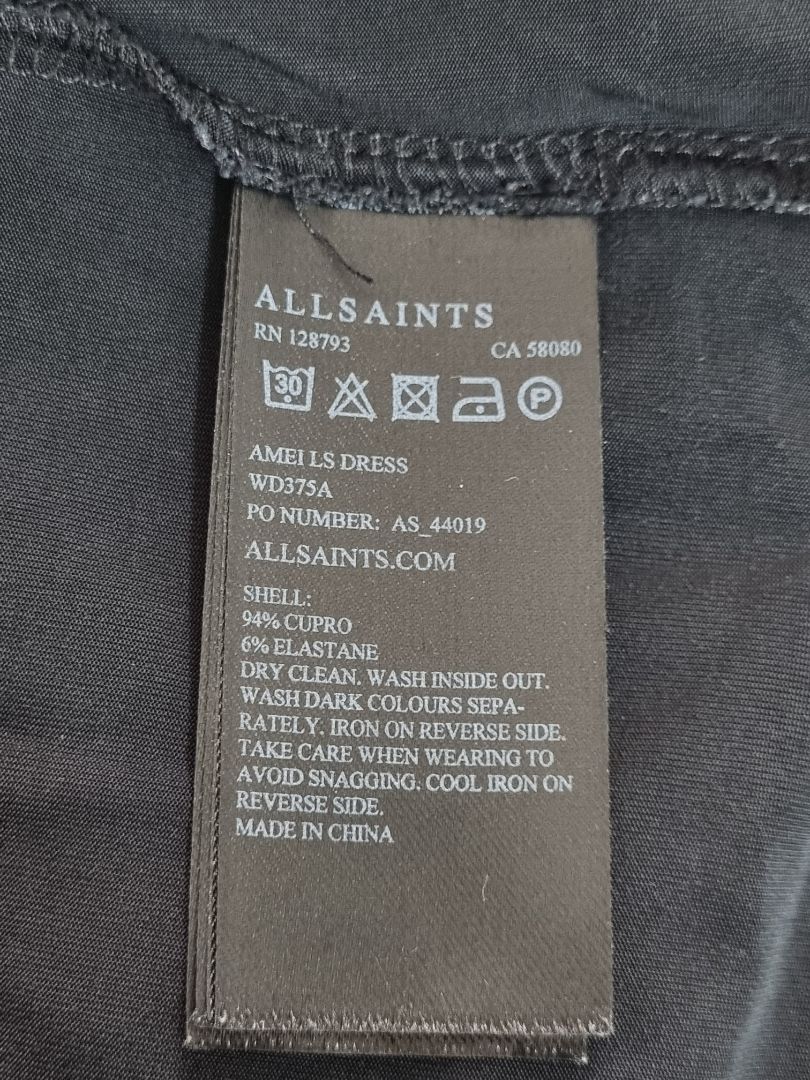 ALLSAINTS
RN 128793 CA 58080
30 P
AMEI LS DRESS
WD375A
PO NUMBER: AS_44019
ALLSAINTS.COM
SHELL:
94% CUPRO
6% ELASTANE
DRY CLEAN. WASH INSIDE OUT.
WASH DARK COLOURS SEPA-
RATELY. IRON ON REVERSE SIDE.
TAKE CARE WHEN WEARING TO
AVOID SNAGGING. COOL IRON ON
REVERSE SIDE.
MADE IN CHINA